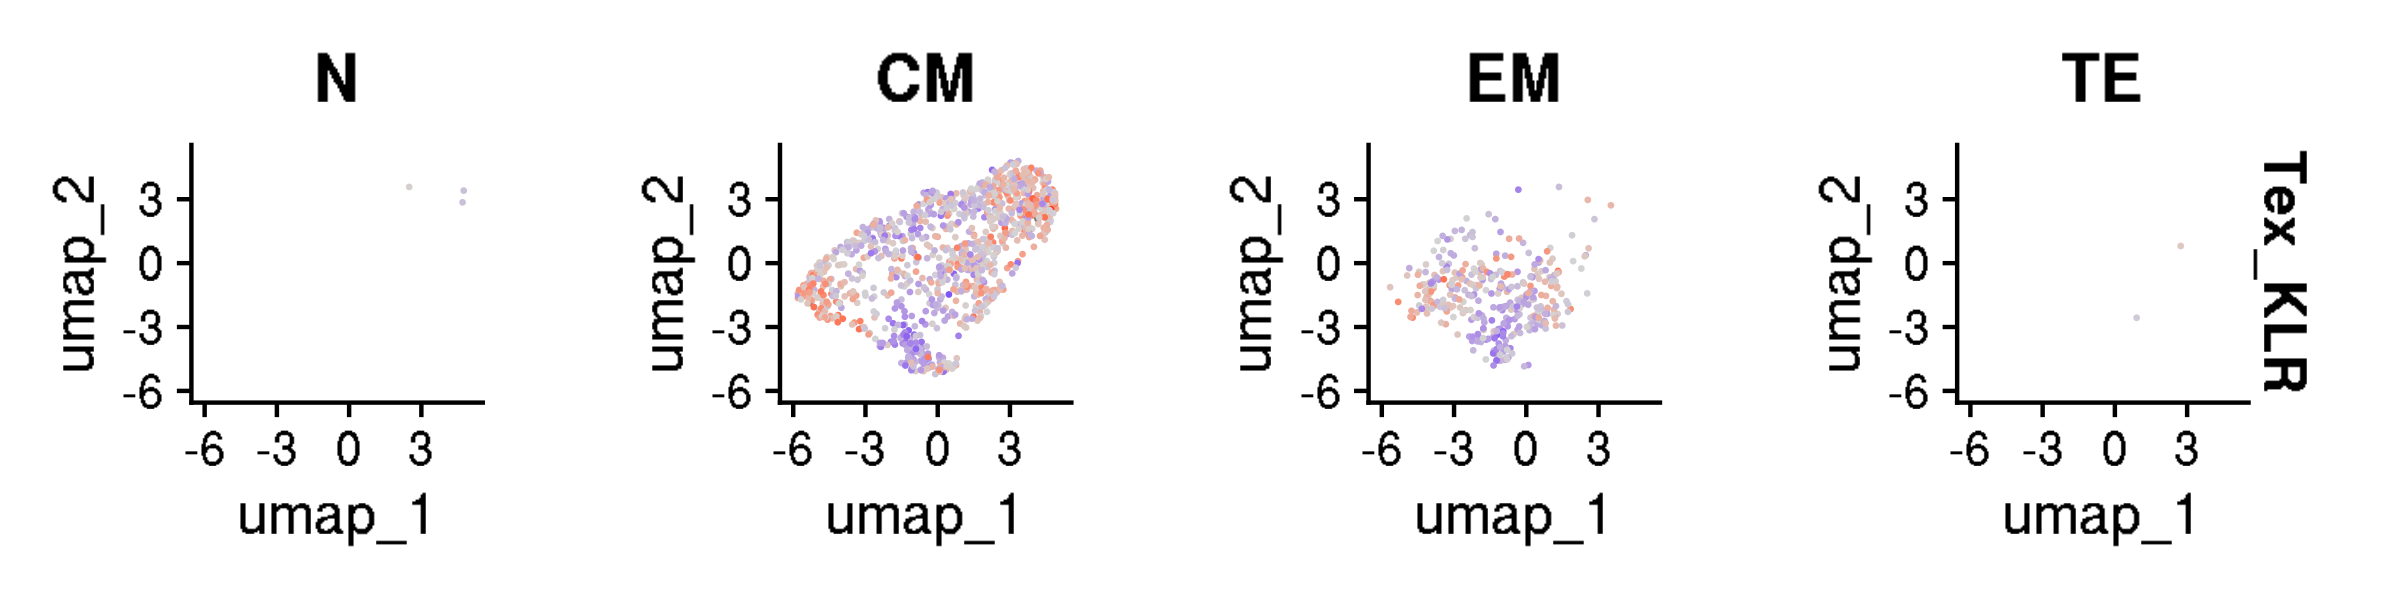 N CM EM TE
umap_2 3 0 -3 -6
umap_2 3 0 -3 -6
umap_2 3 0 -3 -6
umap_2 3 0 -3 -6
Tex_KLR
-6 -3 0 3 -6 -3 0 3 -6 -3 0 3 -6 -3 0 3
umap_1 umap_1 umap_1 umap_1